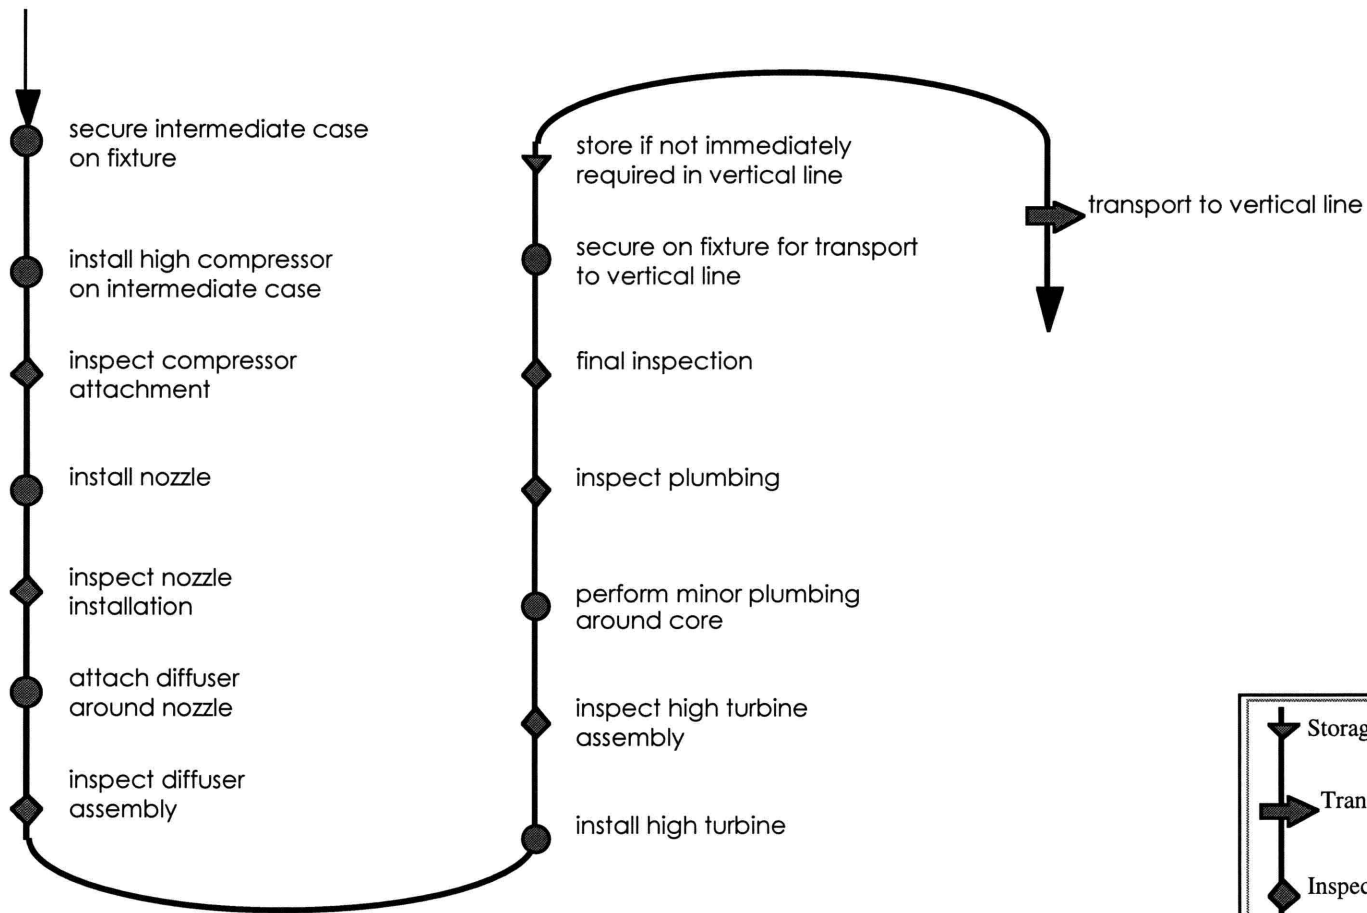 secure intermediate case
on fixture
install high compressor
on intermediate case
inspect compressor
attachment
install nozzle
inspect nozzle
installation
attach diffuser
around nozzle
inspect diffuser
assembly
store if not immediately
required in vertical line
secure on fixture for transport
to vertical line
final inspection
inspect plumbing
perform minor plumbing
around core
inspect high turbine
assembly
install high turbine
transport to vertical line
Storag
Tran
Inspec